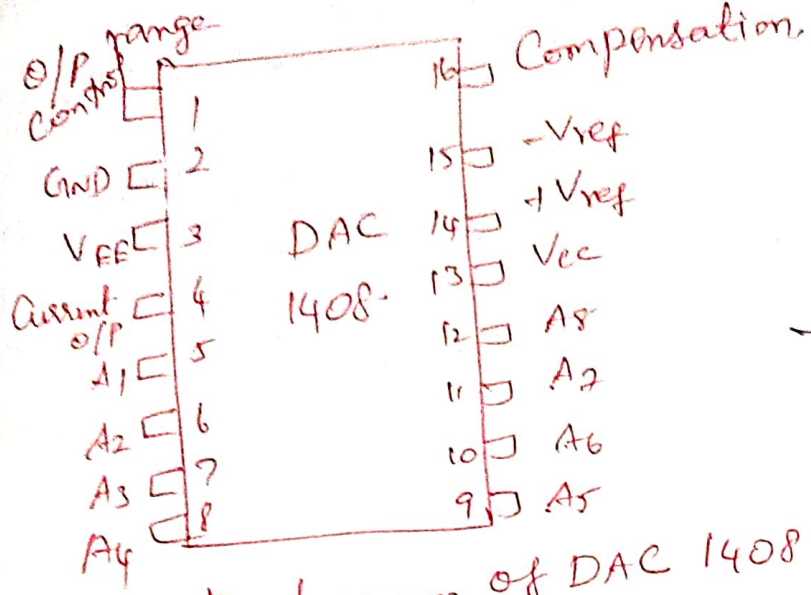 O/P range
Control
1
GND 2
VEE 3
Current
O/P
4
A1 5
A2 6
A3 7
A4 8
DAC
1408.
16 Compensation.
15 -Vref
14 +Vref
13 Vcc
12 A8
11 A7
10 A6
9 A5
of DAC 1408